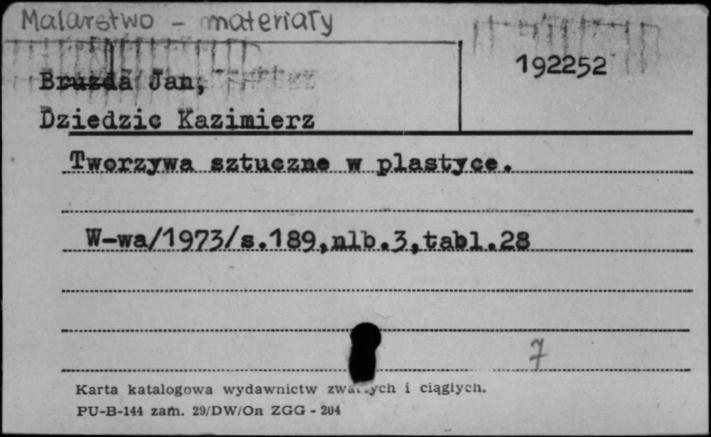 Malarstwo - materiały
192252
Bruzda Jan,
Dziedzic Kazimierz
Tworzywa sztuczne w plastyce.
W-wa/1973/s.189,nlb.3,tabl.28
7
Karta katalogowa wydawnictw i ciągłych.
PU-B-144 zam. 29/DW/On ZGG - 204